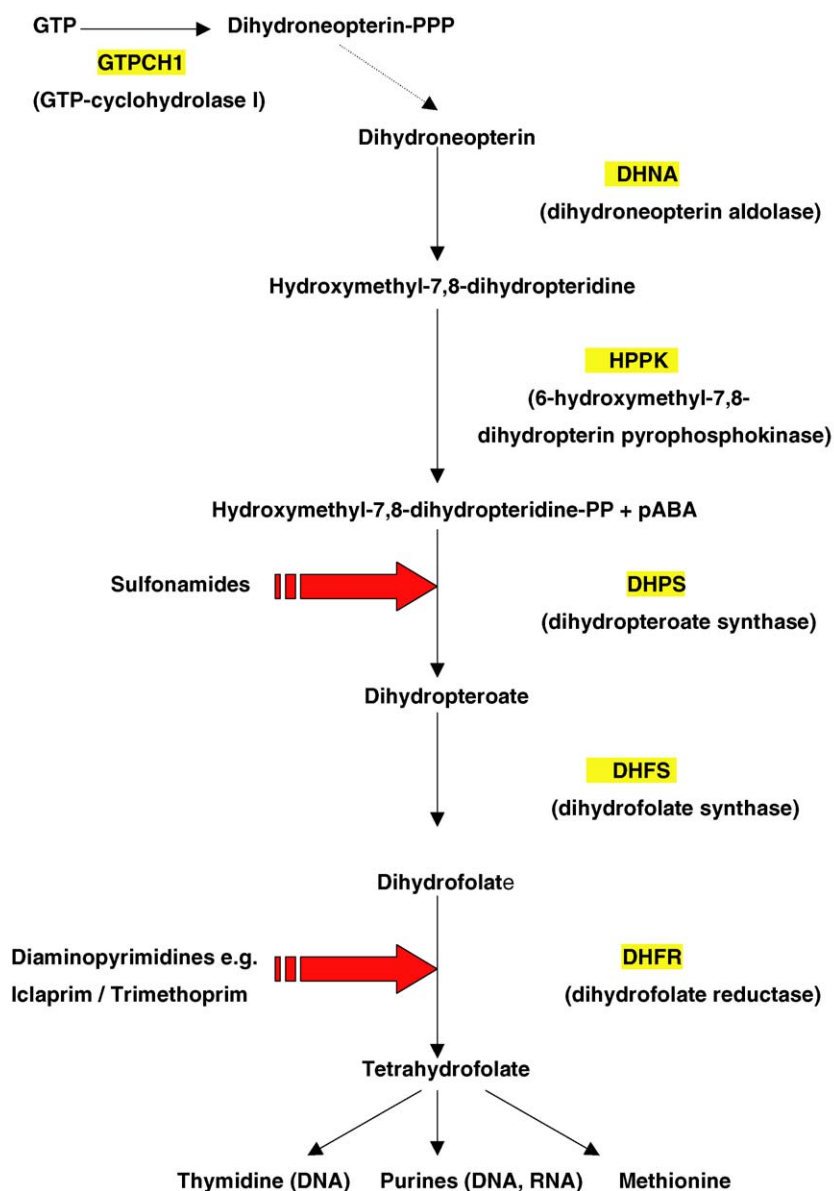 GTP
Dihydroneopterin-PPP
GTPCH1
(GTP-cyclohydrolase I)
Dihydroneopterin
DHNA
(dihydroneopterin aldolase)
Hydroxymethyl-7,8-dihydropteridine
HPPK
(6-hydroxymethyl-7,8-
dihydropterin pyrophosphokinase)
Hydroxymethyl-7,8-dihydropteridine-PP + pABA
Sulfonamides
DHPS
(dihydropteroate synthase)
Dihydropteroate
DHFS
(dihydrofolate synthase)
Dihydrofolate
Diaminopyrimidines e.g.
Iclaprim / Trimethoprim
DHFR
(dihydrofolate reductase)
Tetrahydrofolate
Thymidine (DNA)
Purines (DNA, RNA)
Methionine